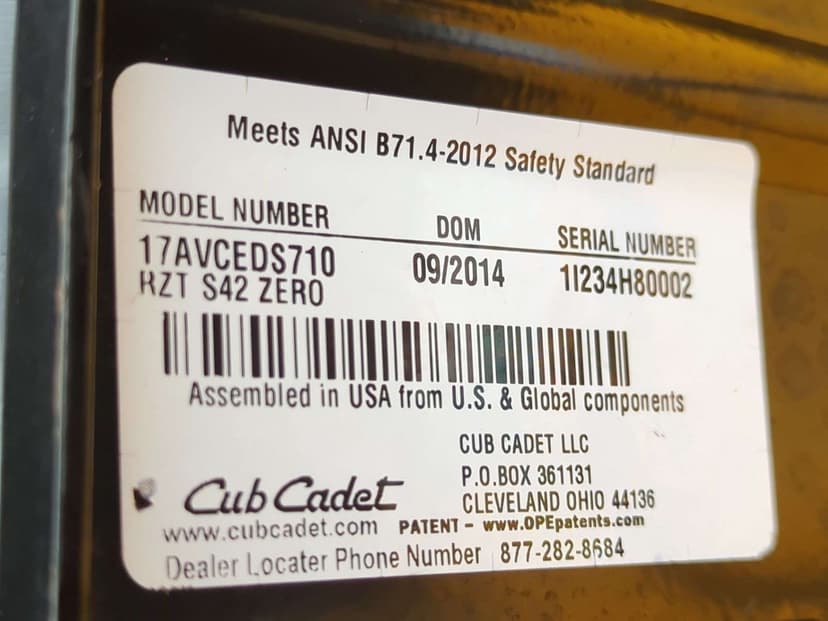 Meets ANSI B71.4-2012 Safety Standard
MODEL NUMBER DOM SERIAL NUMBER
17AVCEDS710 09/2014 1I234H80002
RZT S42 ZERO
Assembled in USA from U.S. & Global components
CUB CADET LLC
P.O.BOX 361131
CLEVELAND OHIO 44136
Cub Cadet
www.cubcadet.com PATENT - www.OPEpatents.com
Dealer Locater Phone Number 877-282-8684